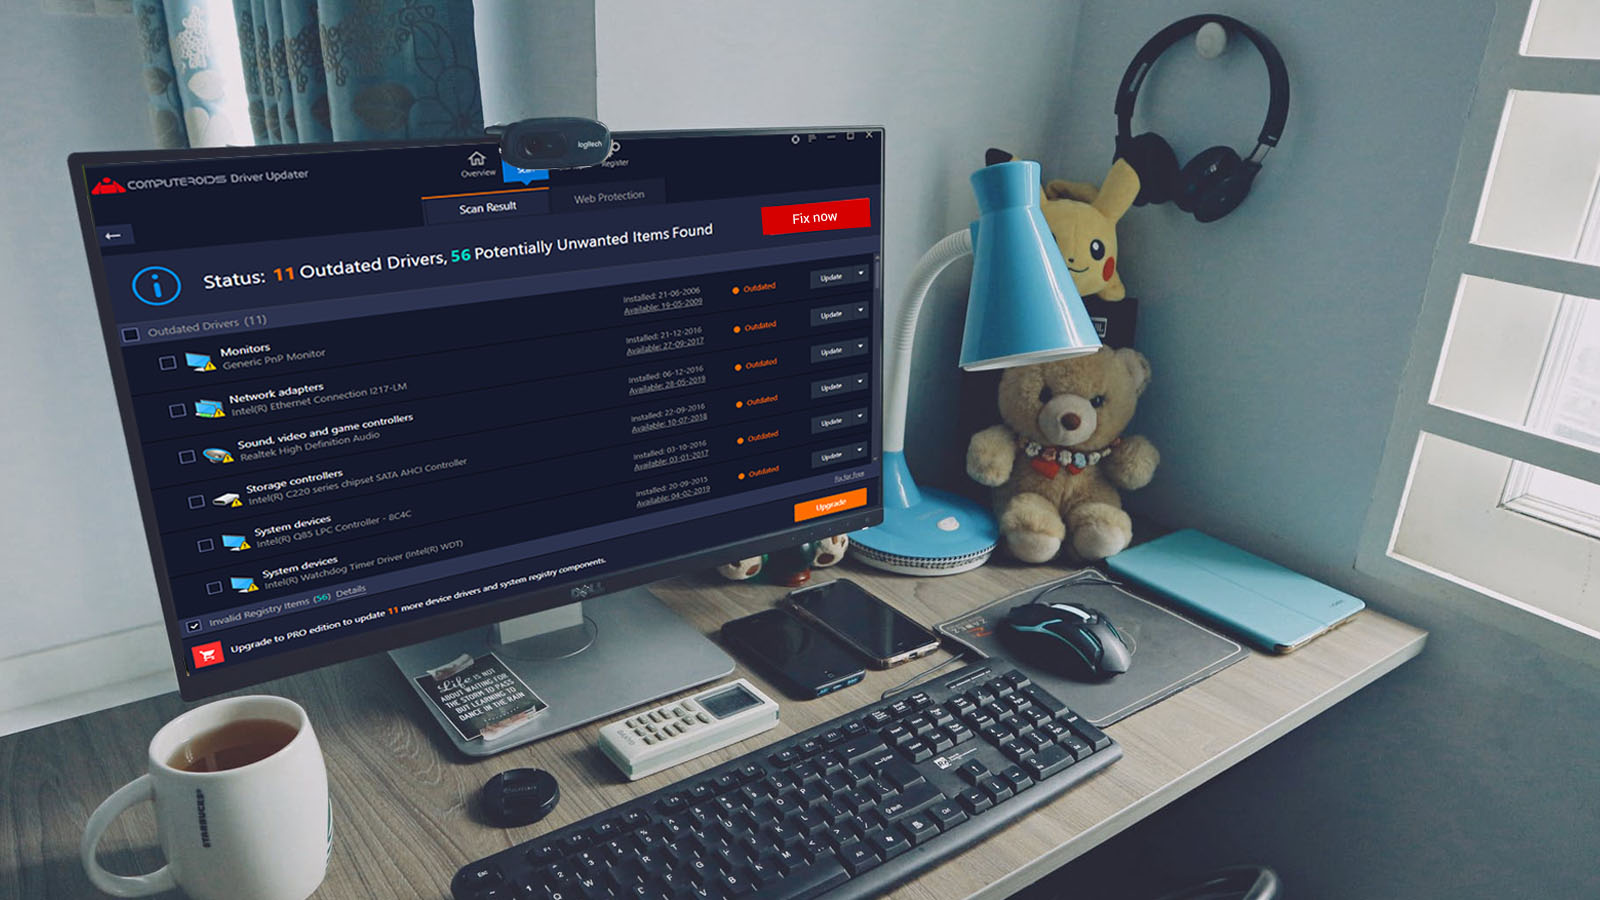 logitech
COMPUTEROIDS Driver Updater
Overview
Scan
Register
Scan Result
Web Protection
Status: 11 Outdated Drivers, 56 Potentially Unwanted Items Found
Fix now
Outdated Drivers (11)
Monitors
Generic PnP Monitor
Installed: 21-06-2006
Available: 19-05-2009
Outdated
Update
Network adapters
Intel(R) Ethernet Connection I217-LM
Installed: 21-12-2016
Available: 27-09-2017
Outdated
Update
Sound, video and game controllers
Realtek High Definition Audio
Installed: 06-12-2016
Available: 28-05-2019
Outdated
Update
Storage controllers
Intel(R) C220 series chipset SATA AHCI Controller
Installed: 22-09-2016
Available: 10-07-2018
Outdated
Update
System devices
Intel(R) Q85 LPC Controller - 8C4C
Installed: 03-10-2016
Available: 03-01-2017
Outdated
Update
System devices
Intel(R) Watchdog Timer Driver (Intel(R) WDT)
Installed: 20-09-2015
Available: 04-02-2019
Outdated
Update
Invalid Registry Items (56) Details
Fix for Free
Upgrade to PRO edition to update 11 more device drivers and system registry components.
Upgrade
DELL
Life IS NOT
ABOUT WAITING FOR
THE STORM TO PASS
BUT LEARNING TO
DANCE IN THE RAIN
SANYO
STARBUCKS